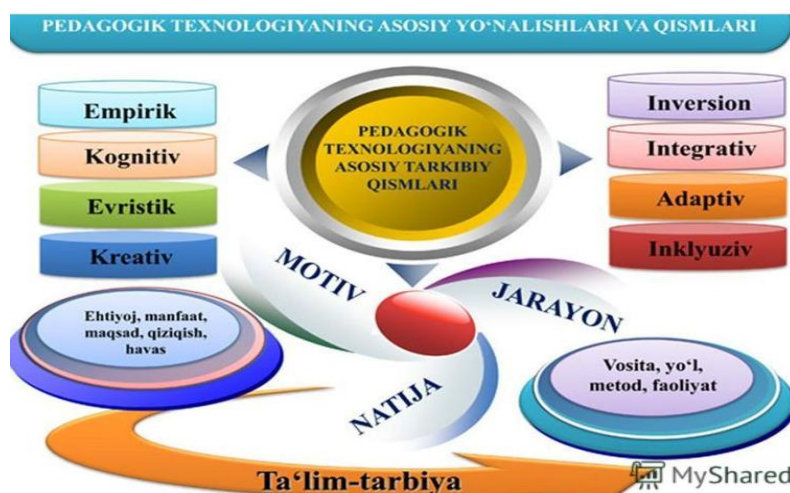 PEDAGOGIK TEXNOLOGIYANING ASOSIY YO‘NALISHLARI VA QISMLARI
Empirik
Kognitiv
Evristik
Kreativ
PEDAGOGIK
TEXNOLOGIYANING
ASOSIY TARKIBIY
QISMLARI
Inversion
Integrativ
Adaptiv
Inklyuziv
MOTIV
JARAYON
NATIJA
Ehtiyoj, manfaat,
maqsad, qiziqish,
havas
Vosita, yo‘l,
metod, faoliyat
Ta‘lim-tarbiya
MyShared